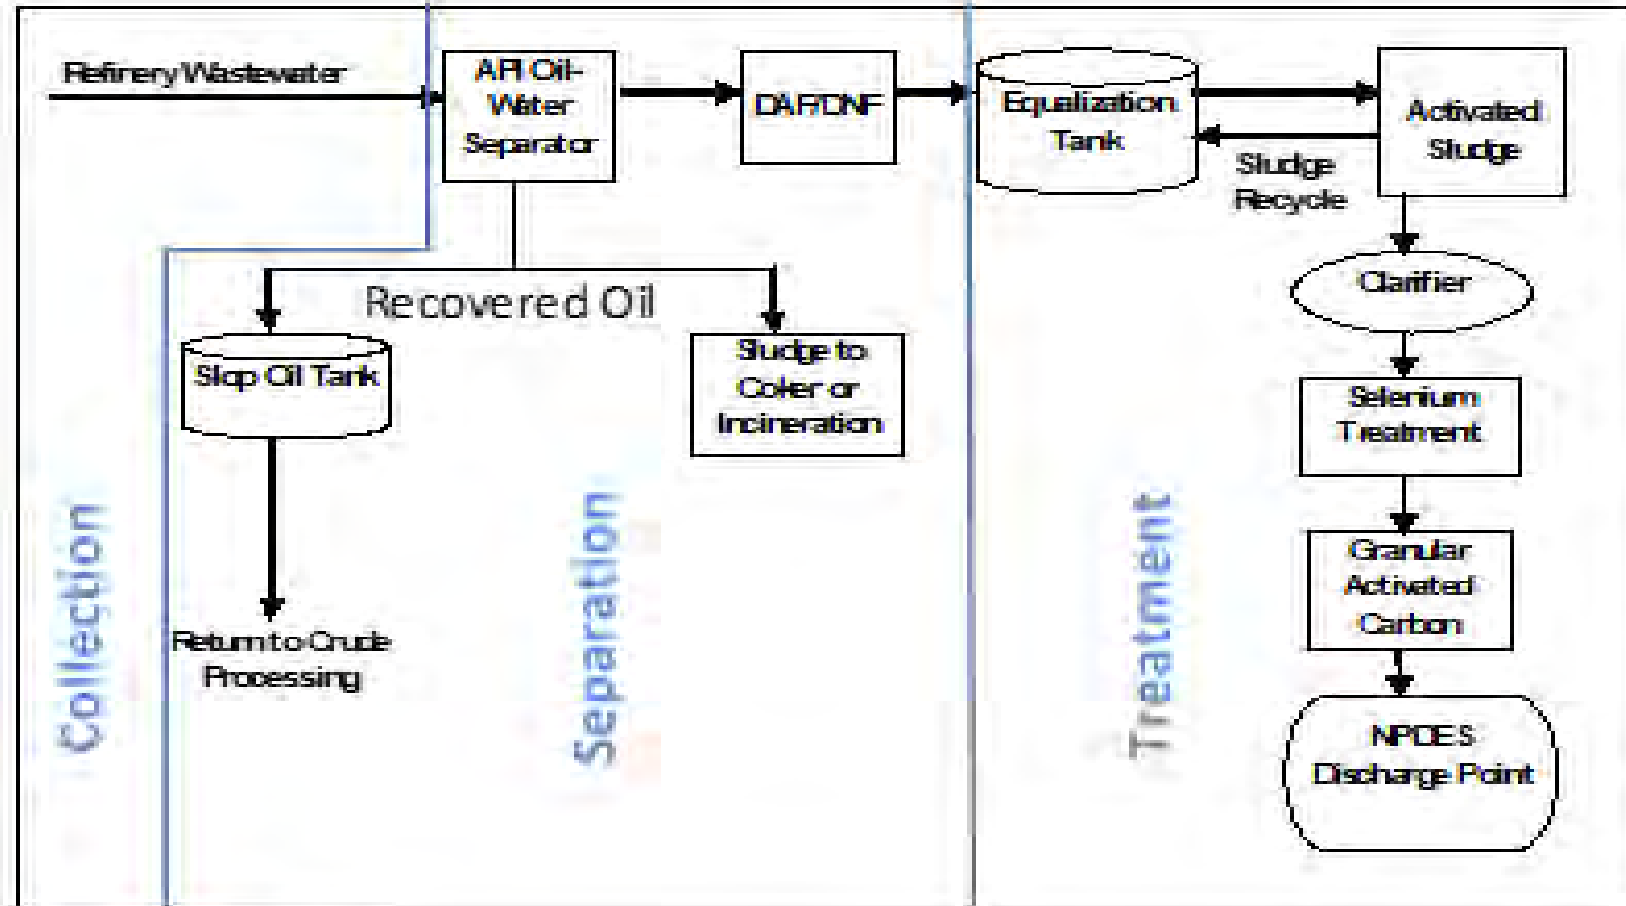 Refinery Wastewater
API Oil-
Water
Separator
DAF/DNF
Equalization
Tank
Activated
Sludge
Sludge
Recycle
Clarifier
Recovered Oil
Slop Oil Tank
Sludge to
Coker or
Incineration
Selenium
Treatment
Granular
Activated
Carbon
Return to Crude
Processing
NPDES
Discharge Point
Collection
Separation
Treatment